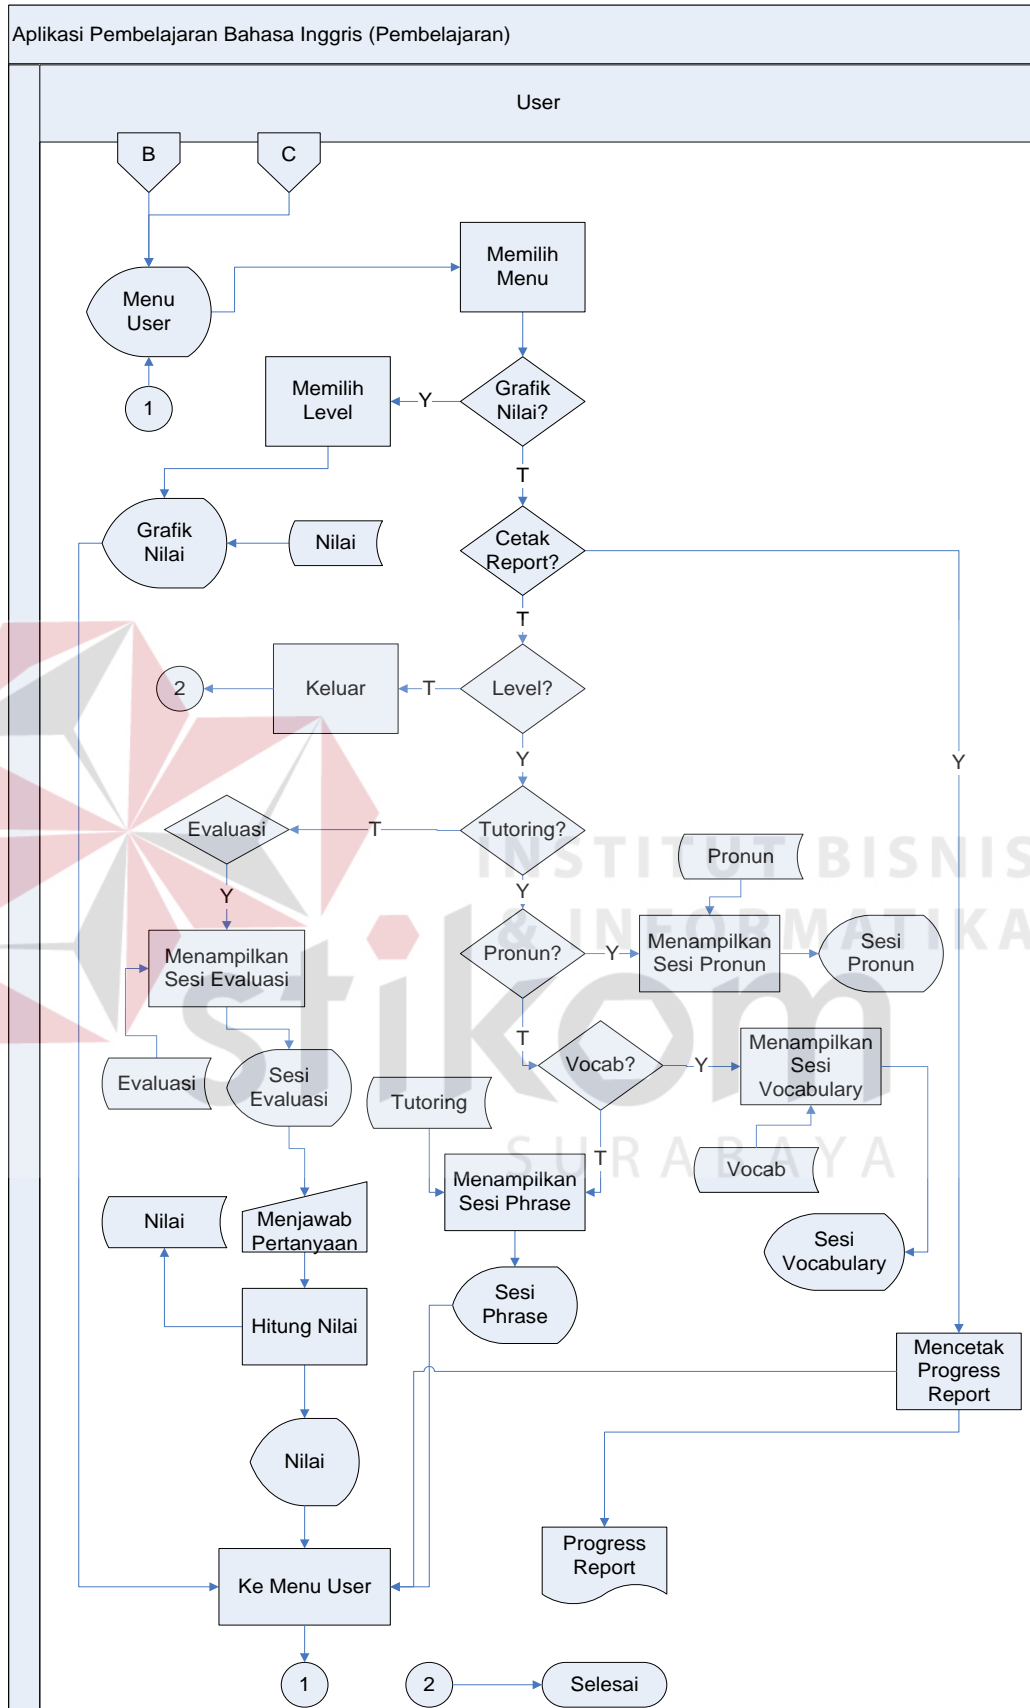 Aplikasi Pembelajaran Bahasa Inggris (Pembelajaran)
User
B
C
Memilih
Menu
Menu
User
Memilih
Level
Y
Grafik
Nilai?
1
T
Grafik
Nilai
Nilai
Cetak
Report?
T
2
Keluar
T
Level?
Y
Y
Evaluasi
T
Tutoring?
Pronun
INSTITUT BISNIS
& INFORMATIKA
Y
Y
Menampilkan
Sesi Evaluasi
Pronun?
Y
Menampilkan
Sesi Pronun
Sesi
Pronun
stikom
T
Vocab?
Y
Menampilkan
Sesi
Vocabulary
Evaluasi
Sesi
Evaluasi
Tutoring
SURABAYA
T
Vocab
Menampilkan
Sesi Phrase
Nilai
Menjawab
Pertanyaan
Sesi
Vocabulary
Sesi
Phrase
Hitung Nilai
Mencetak
Progress
Report
Nilai
Progress
Report
Ke Menu User
1
2
Selesai